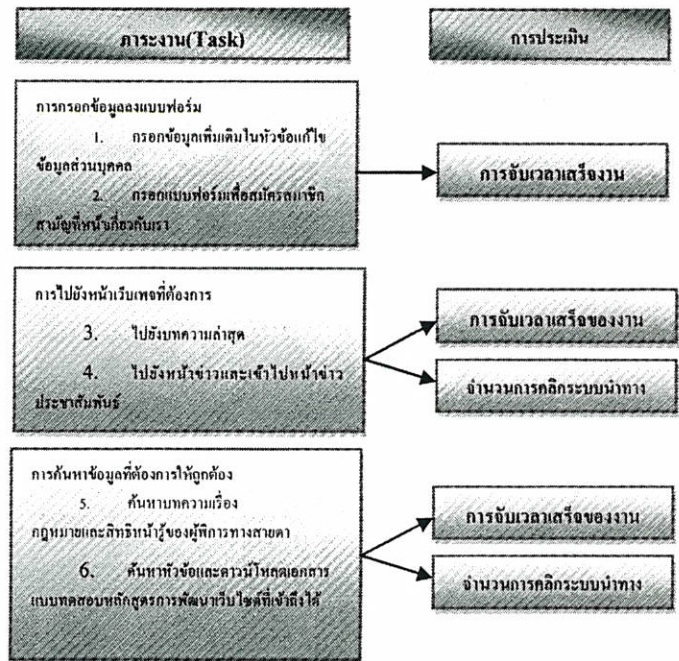 ภาระงาน(Task)
การประเมิน
การกรอกข้อมูลลงแบบฟอร์ม
1. กรอกข้อมูลเพิ่มเติมในหัวข้อแก้ไข
ข้อมูลส่วนบุคคล
2. กรอกแบบฟอร์มเพื่อสมัครสมาชิก
สามัญที่หน้าเกี่ยวกับเรา
การจับเวลาเสร็จงาน
การไปยังหน้าเว็บเพจที่ต้องการ
3. ไปยังบทความล่าสุด
4. ไปยังหน้าข่าวและเข้าไปหน้าข่าว
ประชาสัมพันธ์
การจับเวลาเสร็จของงาน
จำนวนการคลิกระบบนำทาง
การค้นหาข้อมูลที่ต้องการให้ถูกต้อง
5. ค้นหาบทความเรื่อง
กฎหมายและสิทธิหน้ารู้ของผู้พิการทางสายตา
6. ค้นหาหัวข้อและดาวน์โหลดเอกสาร
แบบทดสอบหลักสูตรการพัฒนาเว็บไซต์ที่เข้าถึงได้
การจับเวลาเสร็จของงาน
จำนวนการคลิกระบบนำทาง